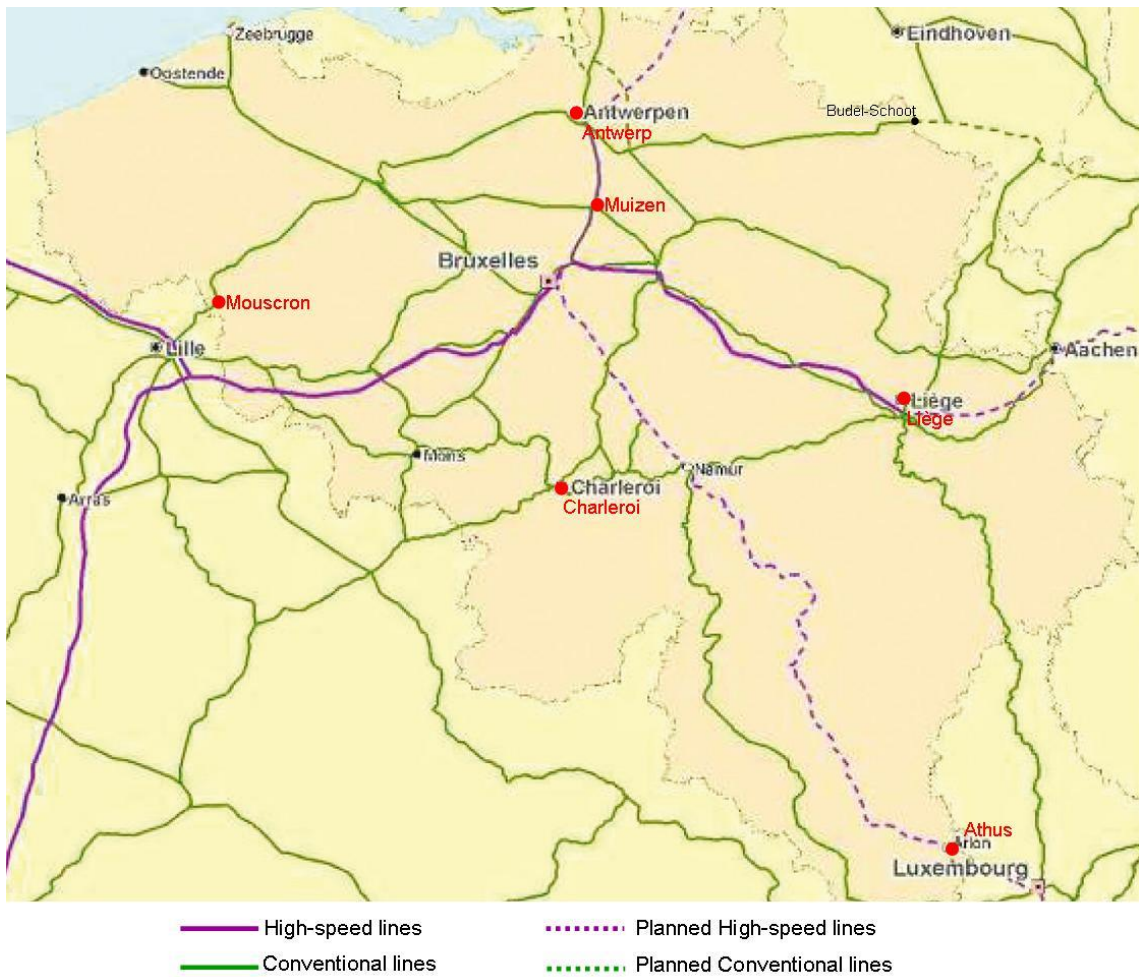 Zeebrugge
Oostende
Eindhoven
Antwerpen
Antwerp
Budel-Schoot
Muizen
Bruxelles
Mouscron
Lille
Aachen
Liège
Liège
Mons
Namur
Arras
Charleroi
Charleroi
Athus
Arlon
Luxembourg
High-speed lines
Planned High-speed lines
Conventional lines
Planned Conventional lines